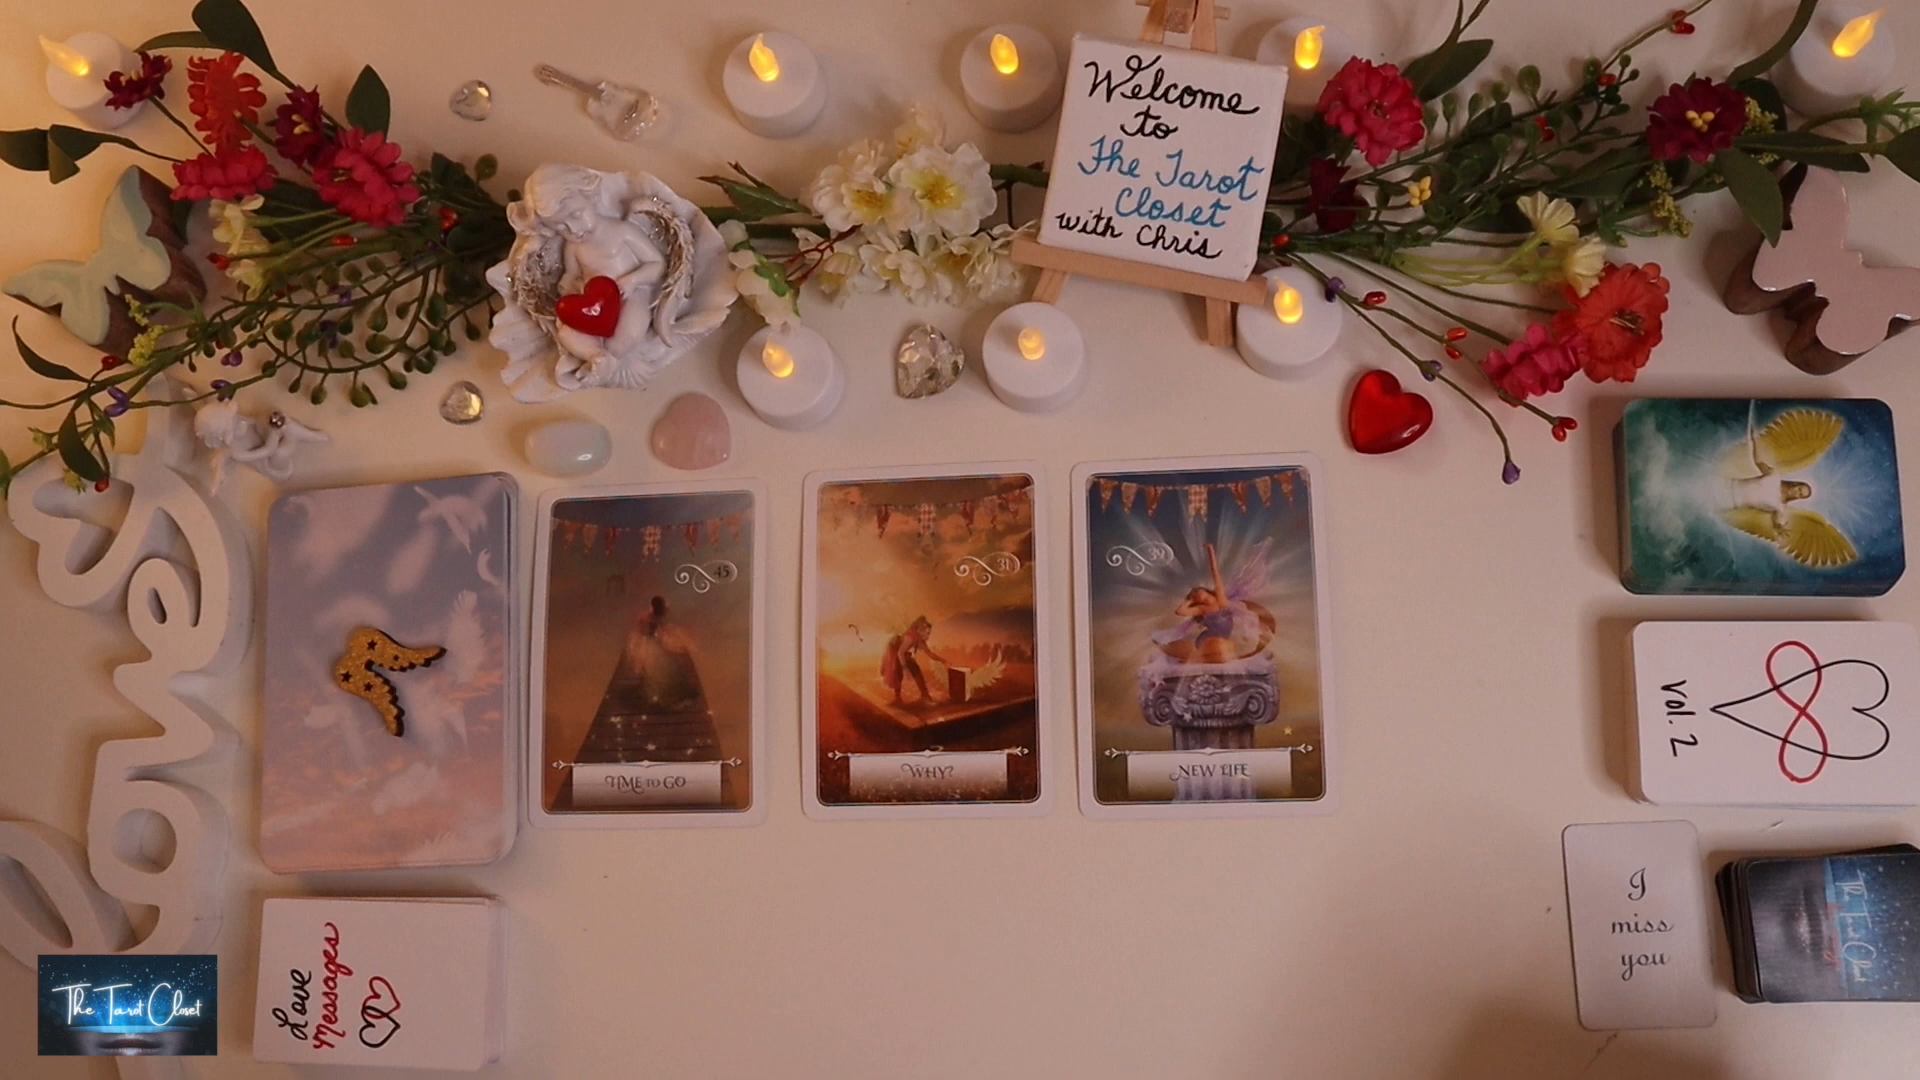 Welcome
to
The Tarot
Closet
with Chris
45
TIME TO GO
31
WHY?
39
NEW LIFE
Vol. 2
I
miss
you
Love
Messages
The Tarot Closet